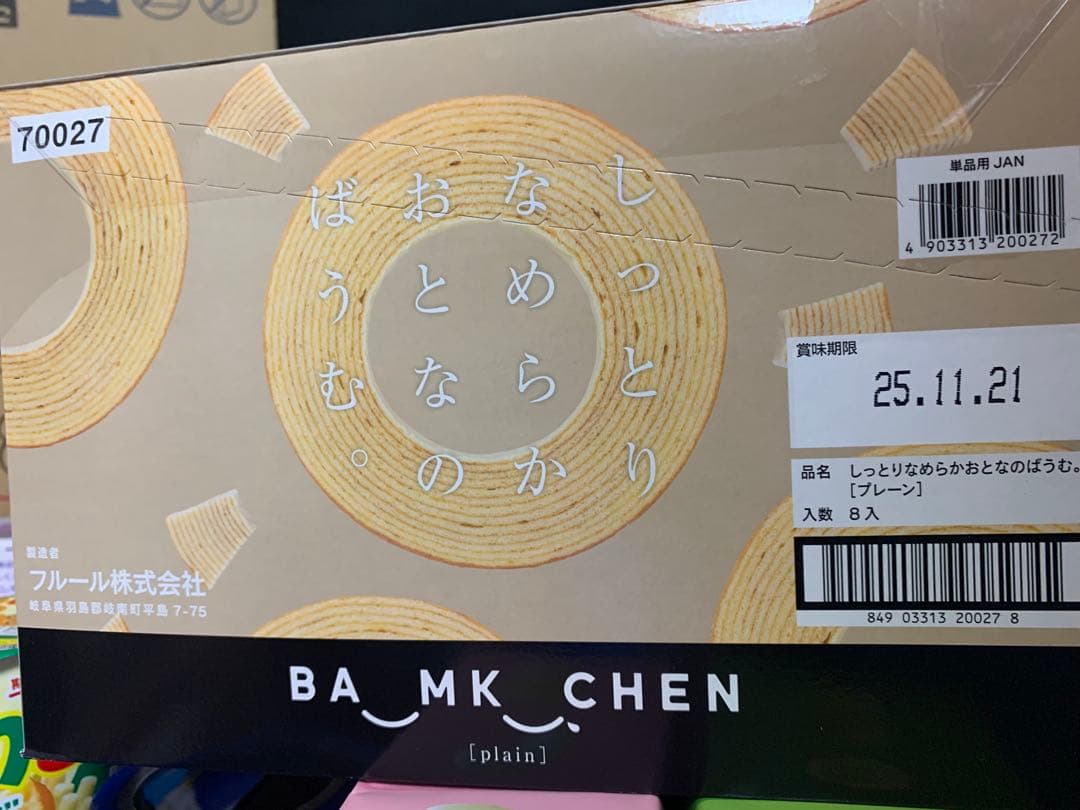 70027
しっとり
なめらか
おとなの
ばうむ。
単品用 JAN
4 903313 200272
賞味期限
25.11.21
品名 しっとりなめらかおとなのばうむ。
［プレーン］
入数 8入
849 03313 20027 8
製造者
フルール株式会社
岐阜県羽島郡岐南町平島 7-75
BA MK CHEN
[plain]